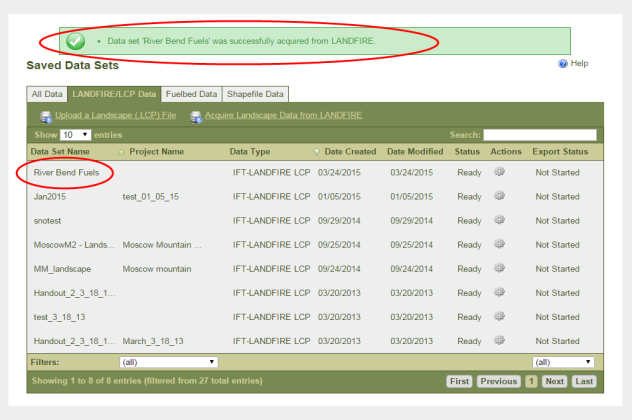 • Data set 'River Bend Fuels' was successfully acquired from LANDFIRE.
Saved Data Sets
Help
All Data LANDFIRE/LCP Data Fuelbed Data Shapefile Data
Upload a Landscape (.LCP) File Acquire Landscape Data from LANDFIRE
Show 10 entries Search:
Data Set Name Project Name Data Type Date Created Date Modified Status Actions Export Status
River Bend Fuels IFT-LANDFIRE LCP 03/24/2015 03/24/2015 Ready Not Started
Jan2015 test_01_05_15 IFT-LANDFIRE LCP 01/05/2015 01/05/2015 Ready Not Started
snotest IFT-LANDFIRE LCP 09/29/2014 09/29/2014 Ready Not Started
MoscowM2 - Lands... Moscow Mountain ... IFT-LANDFIRE LCP 09/25/2014 09/25/2014 Ready Not Started
MM_landscape Moscow mountain IFT-LANDFIRE LCP 09/24/2014 09/24/2014 Ready Not Started
Handout_2_3_18_1... IFT-LANDFIRE LCP 03/20/2013 03/20/2013 Ready Not Started
test_3_18_13 IFT-LANDFIRE LCP 03/20/2013 03/20/2013 Ready Not Started
Handout_2_3_18_1... March_3_18_13 IFT-LANDFIRE LCP 03/20/2013 03/20/2013 Ready Not Started
Filters: (all) (all)
Showing 1 to 8 of 8 entries (filtered from 27 total entries) First Previous 1 Next Last